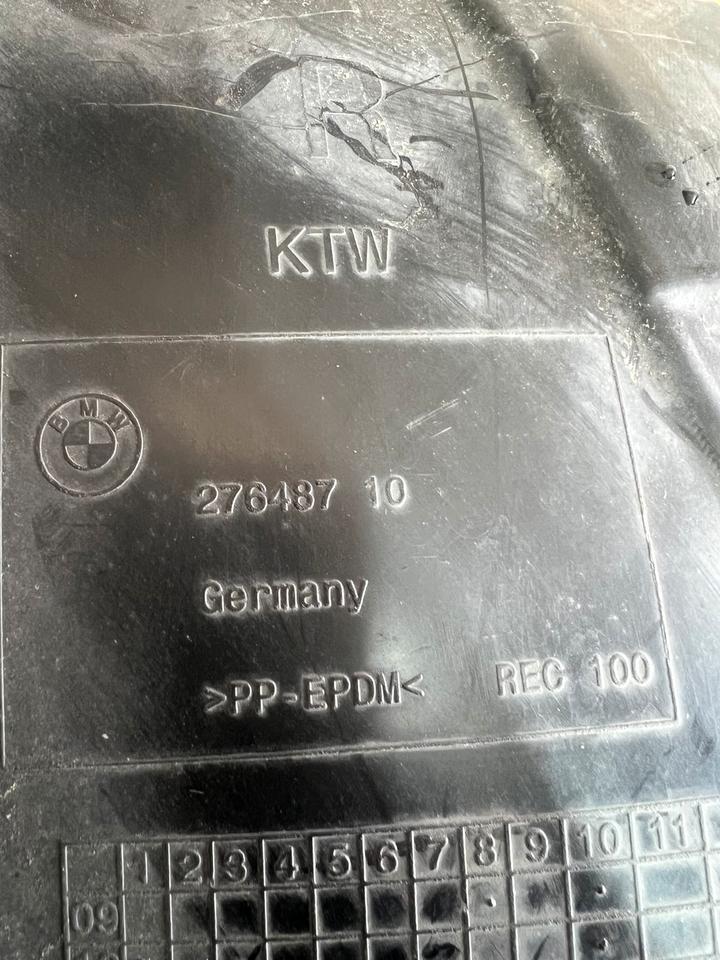 R
KTW
BMW
276487 10
Germany
>PP-EPDM< REC 100
1 2 3 4 5 6 7 8 9 10 11
09